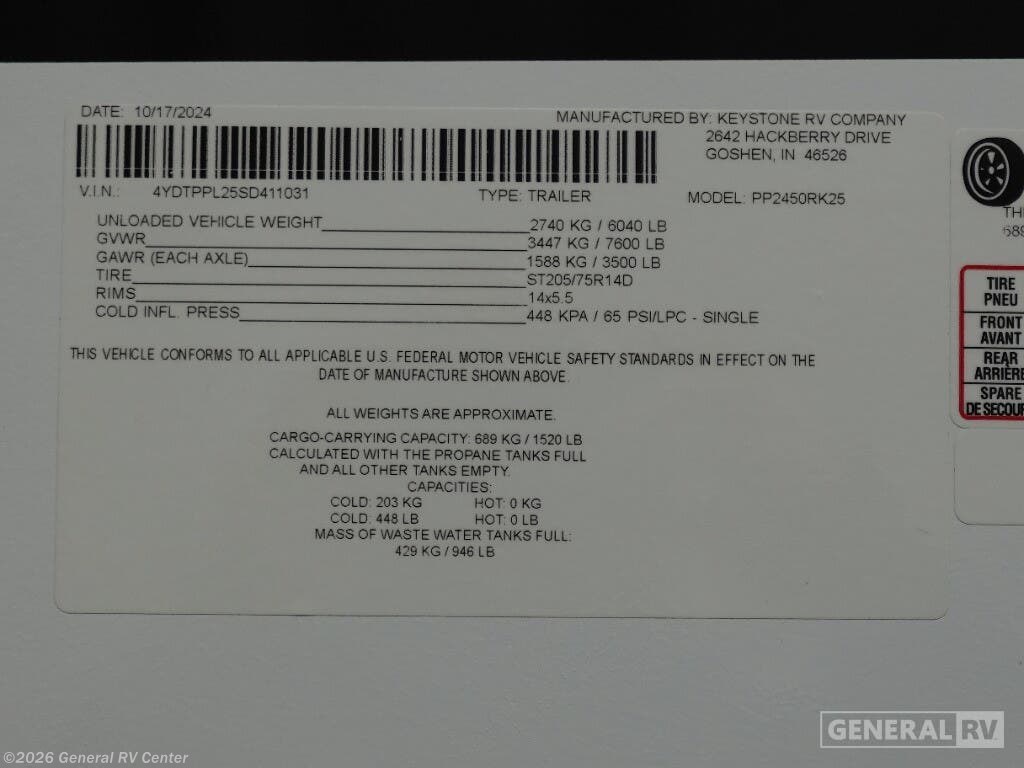 DATE: 10/17/2024
MANUFACTURED BY: KEYSTONE RV COMPANY
2642 HACKBERRY DRIVE
GOSHEN, IN 46526
V.I.N.: 4YDTPPL25SD411031 TYPE: TRAILER MODEL: PP2450RK25
UNLOADED VEHICLE WEIGHT 2740 KG / 6040 LB
GVWR 3447 KG / 7600 LB
GAWR (EACH AXLE) 1588 KG / 3500 LB
TIRE ST205/75R14D
RIMS 14x5.5
COLD INFL. PRESS 448 KPA / 65 PSI/LPC - SINGLE
THIS VEHICLE CONFORMS TO ALL APPLICABLE U.S. FEDERAL MOTOR VEHICLE SAFETY STANDARDS IN EFFECT ON THE
DATE OF MANUFACTURE SHOWN ABOVE.
ALL WEIGHTS ARE APPROXIMATE.
CARGO-CARRYING CAPACITY: 689 KG / 1520 LB
CALCULATED WITH THE PROPANE TANKS FULL
AND ALL OTHER TANKS EMPTY.
CAPACITIES:
COLD: 203 KG HOT: 0 KG
COLD: 448 LB HOT: 0 LB
MASS OF WASTE WATER TANKS FULL:
429 KG / 946 LB
TIRE
PNEU
FRONT
AVANT
REAR
ARRIÈRE
SPARE
DE SECOUR
GENERAL RV
©2026 General RV Center